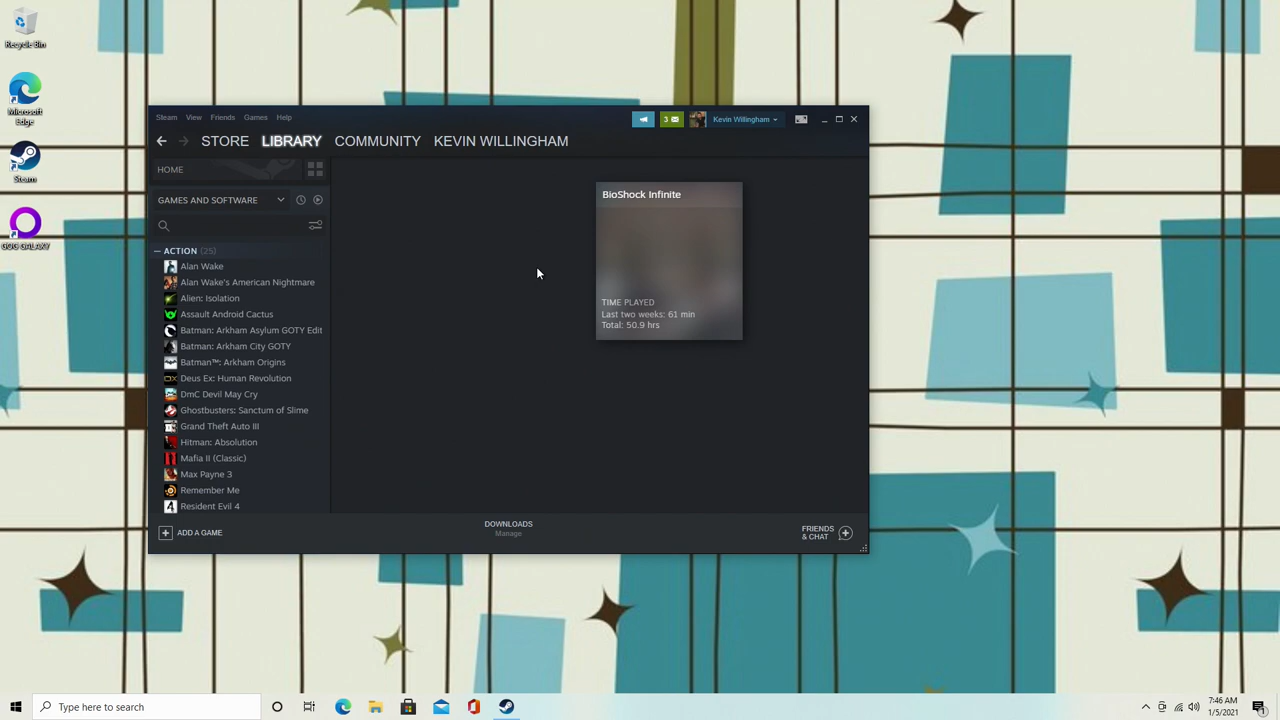 Recycle Bin
Microsoft
Edge
Steam
GOG GALAXY
Steam View Friends Games Help
3
Kevin Willingham
STORE LIBRARY COMMUNITY KEVIN WILLINGHAM
HOME
GAMES AND SOFTWARE
ACTION (25)
Alan Wake
Alan Wake's American Nightmare
Alien: Isolation
Assault Android Cactus
Batman: Arkham Asylum GOTY Edit
Batman: Arkham City GOTY
Batman™: Arkham Origins
Deus Ex: Human Revolution
DmC Devil May Cry
Ghostbusters: Sanctum of Slime
Grand Theft Auto III
Hitman: Absolution
Mafia II (Classic)
Max Payne 3
Remember Me
Resident Evil 4
BioShock Infinite
TIME PLAYED
Last two weeks: 61 min
Total: 50.9 hrs
ADD A GAME
DOWNLOADS
Manage
FRIENDS
& CHAT
Type here to search
7:46 AM
1/5/2021
1